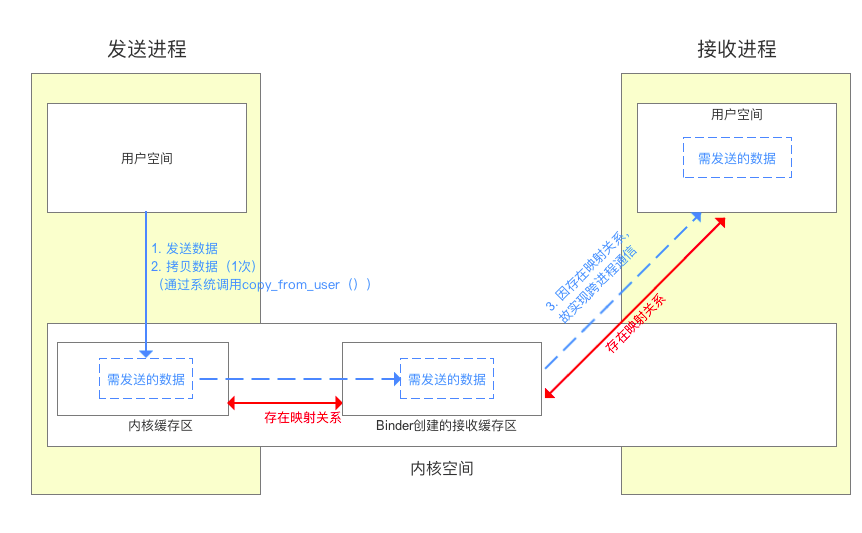 发送进程
接收进程
用户空间
用户空间
需发送的数据
1. 发送数据
2. 拷贝数据（1次）
（通过系统调用copy_from_user（））
3. 因存在映射关系，
故实现跨进程通信
存在映射关系
需发送的数据
需发送的数据
存在映射关系
内核缓存区
Binder创建的接收缓存区
内核空间